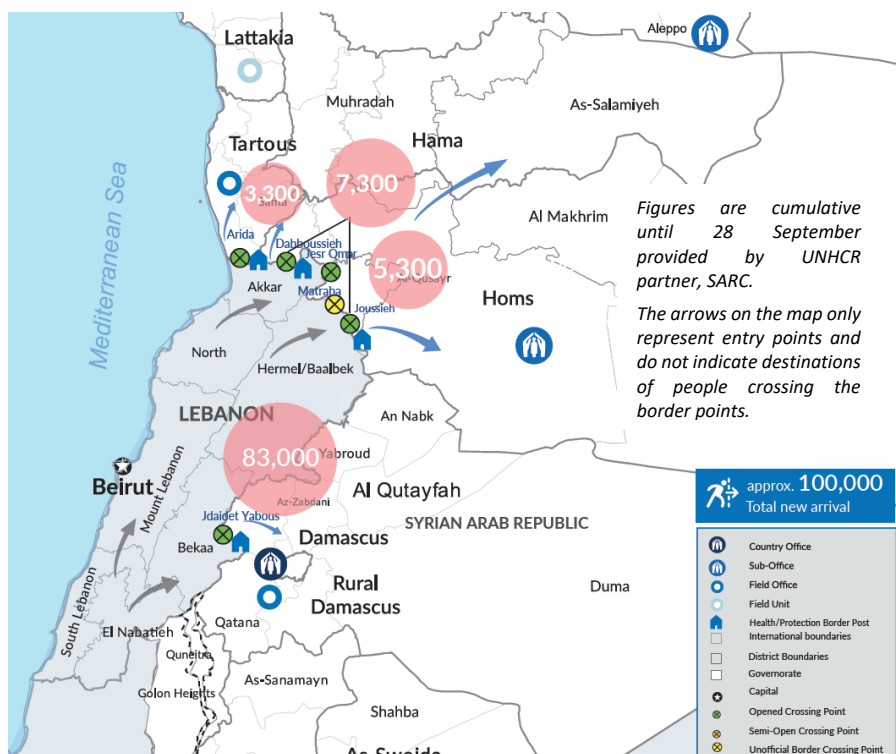 Aleppo
Lattakia
Muhradah
As-Salamiyeh
Hama
Tartous
7,300
3,300
Al Makhrim
Figures are cumulative
until 28 September
provided by UNHCR
partner, SARC.
The arrows on the map only
represent entry points and
do not indicate destinations
of people crossing the
border points.
Mediterranean Sea
Arida
Dabboussieh
Jesr Qmar
5,300
Al-Qusayr
Akkar
Matraba
Joussieh
Homs
North
Hermel/Baalbek
LEBANON
An Nabk
83,000
Yabroud
Beirut
Mount Lebanon
Az-Zabdani
Al Qutayfah
approx. 100,000
Total new arrival
Jdaidet Yabous
SYRIAN ARAB REPUBLIC
Bekaa
Damascus
Duma
Rural
Damascus
South Lebanon
El Nabatieh
Qatana
Quneitra
Golon Heights
As-Sanamayn
Shahba
As-Sweida
Country Office
Sub-Office
Field Office
Field Unit
Health/Protection Border Post
International boundaries
District Boundaries
Governorate
Capital
Opened Crossing Point
Semi-Open Crossing Point
Unofficial Border Crossing Point